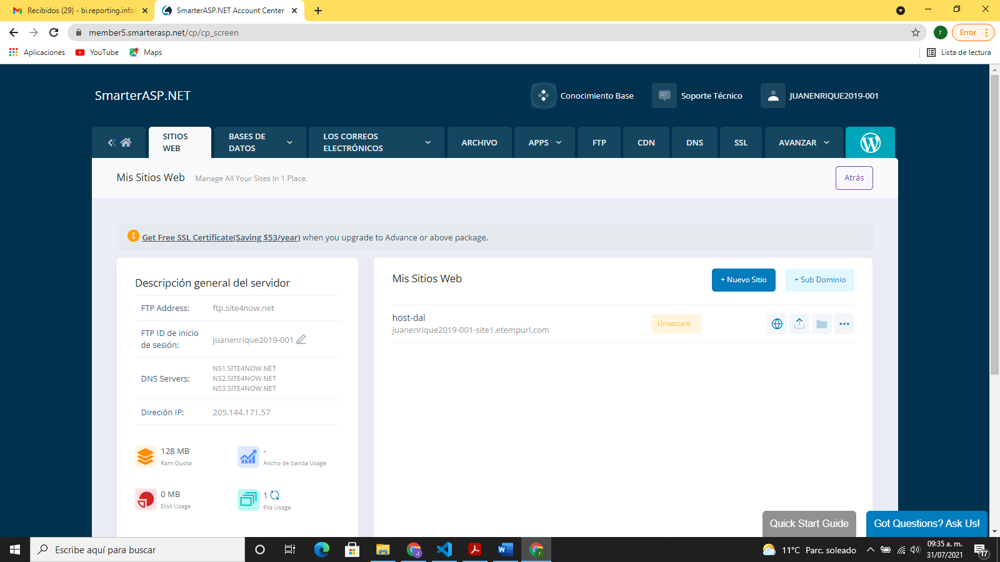 Recibidos (29) - bi.reporting.info
SmarterASP.NET Account Center
member5.smarterasp.net/cp/cp_screen
r
Error
Aplicaciones
YouTube
Maps
Lista de lectura
SmarterASP.NET
Conocimiento Base
Soporte Técnico
JUANENRIQUE2019-001
SITIOS WEB
BASES DE DATOS
LOS CORREOS ELECTRÓNICOS
ARCHIVO
APPS
FTP
CDN
DNS
SSL
AVANZAR
Mis Sitios Web
Manage All Your Sites In 1 Place.
Atrás
Get Free SSL Certificate(Saving $53/year) when you upgrade to Advance or above package.
Descripción general del servidor
FTP Address:
ftp.site4now.net
FTP ID de inicio de sesión:
juanenrique2019-001
DNS Servers:
NS1.SITE4NOW.NET
NS2.SITE4NOW.NET
NS3.SITE4NOW.NET
Direción IP:
205.144.171.57
128 MB
Ram Quota
-
Ancho de banda Usage
0 MB
Disk Usage
1
File Usage
Mis Sitios Web
+ Nuevo Sitio
+ Sub Dominio
host-dal
juanenrique2019-001-site1.etempurl.com
Unsecure
Quick Start Guide
Got Questions? Ask Us!
Escribe aquí para buscar
11°C Parc. soleado
09:35 a. m.
31/07/2021
17